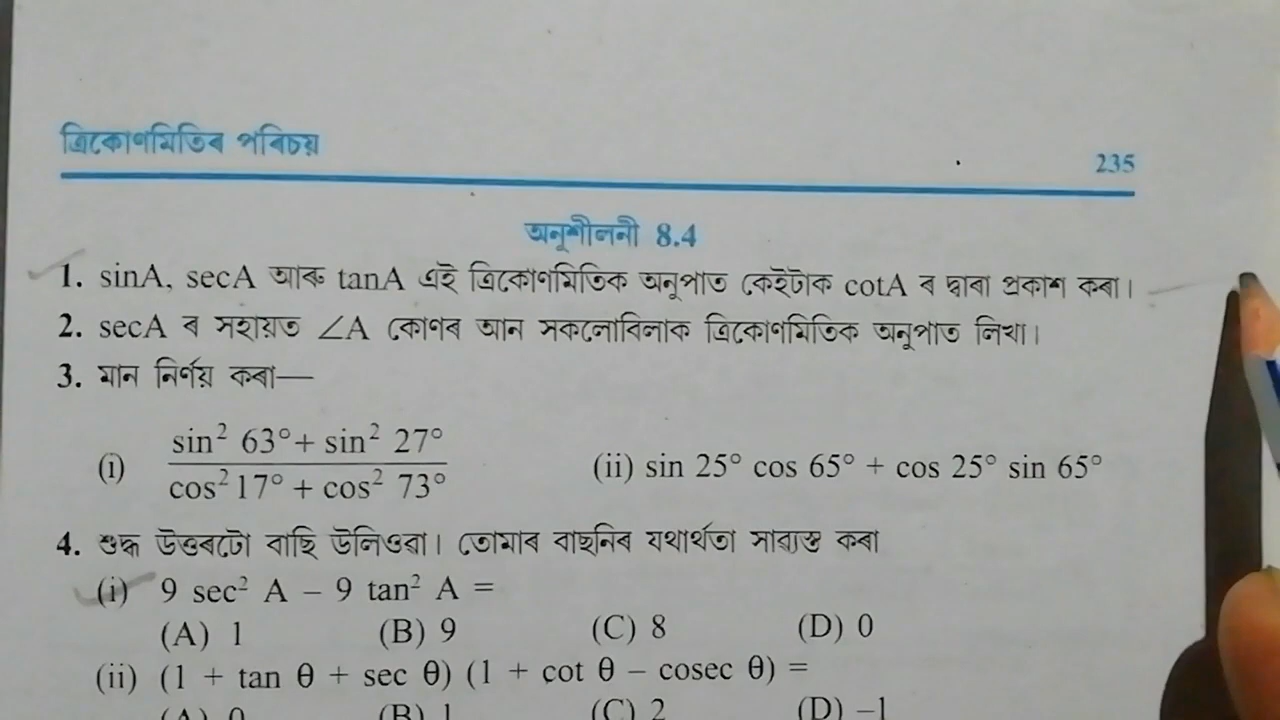 ত্ৰিকোণমিতিৰ পৰিচয়
235
অনুশীলনী 8.4
1. sinA, secA আৰু tanA এই ত্ৰিকোণমিতিক অনুপাত কেইটাক cotA ৰ দ্বাৰা প্ৰকাশ কৰা।
2. secA ৰ সহায়ত ∠A কোণৰ আন সকলোবিলাক ত্ৰিকোণমিতিক অনুপাত লিখা।
3. মান নিৰ্ণয় কৰা—
(i) sin² 63° + sin² 27° / cos² 17° + cos² 73° (ii) sin 25° cos 65° + cos 25° sin 65°
4. শুদ্ধ উত্তৰটো বাছি উলিওৱা। তোমাৰ বাছনিৰ যথাৰ্থতা সাব্যস্ত কৰা
(i) 9 sec² A – 9 tan² A =
(A) 1 (B) 9 (C) 8 (D) 0
(ii) (1 + tan θ + sec θ) (1 + cot θ – cosec θ) =
(A) 0 (B) 1 (C) 2 (D) –1